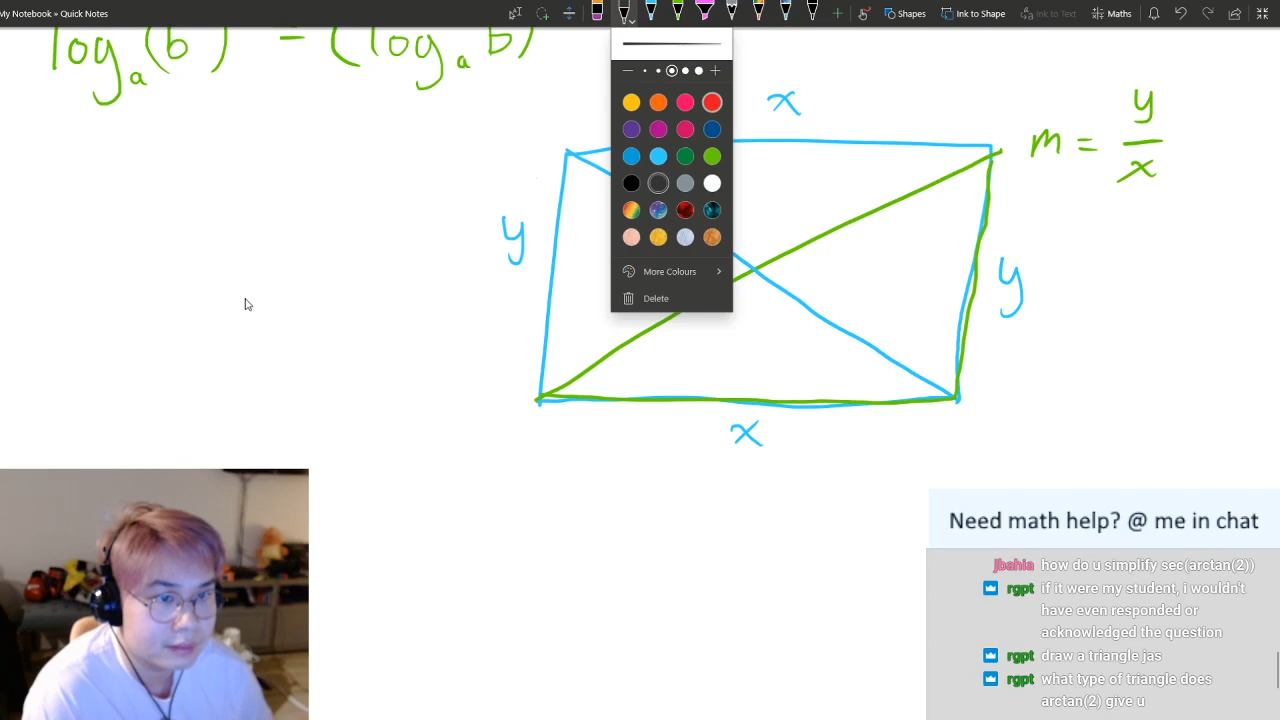 My Notebook » Quick Notes
Shapes
Ink to Shape
Ink to Text
Maths
log a (b ) = (log a b)
x
m = y/x
y
y
x
More Colours
Delete
Need math help? @ me in chat
Jbahia how do u simplify sec(arctan(2))
rgpt if it were my student, i wouldn't
have even responded or
acknowledged the question
rgpt draw a triangle jas
rgpt what type of triangle does
arctan(2) give u